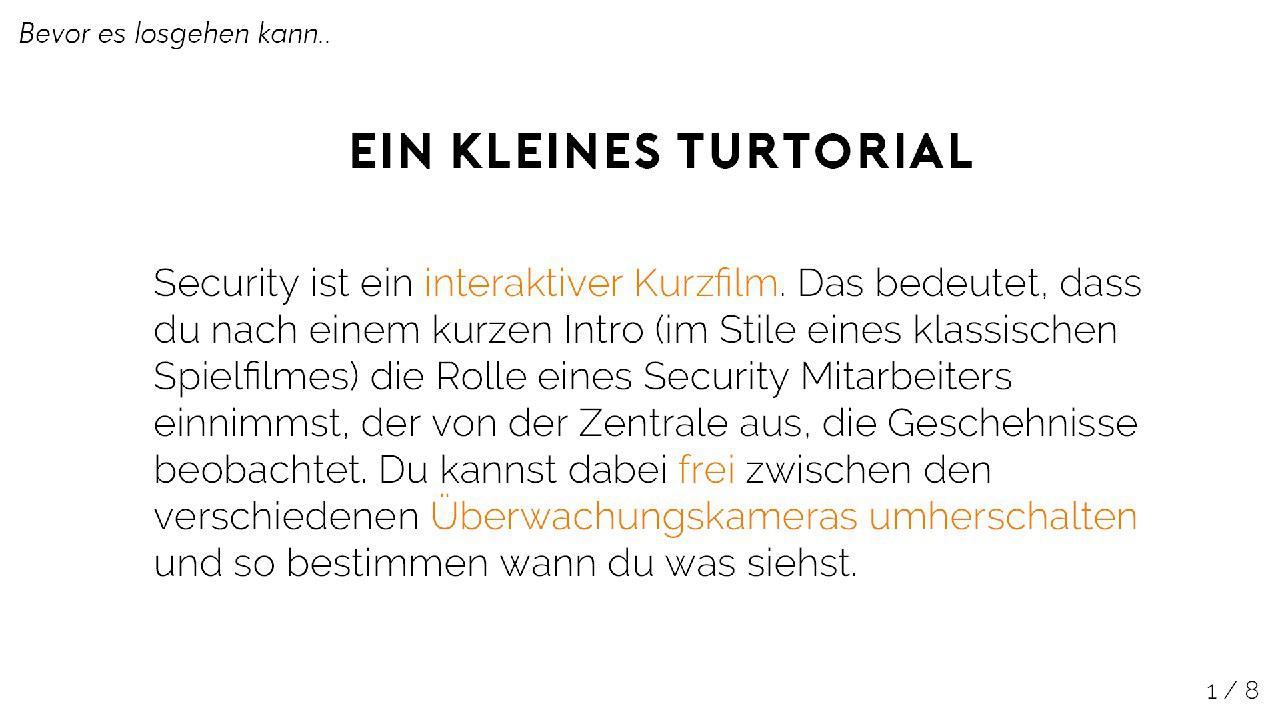 Bevor es losgehen kann..
EIN KLEINES TURTORIAL
Security ist ein interaktiver Kurzfilm. Das bedeutet, dass
du nach einem kurzen Intro (im Stile eines klassischen
Spielfilmes) die Rolle eines Security Mitarbeiters
einnimmst, der von der Zentrale aus, die Geschehnisse
beobachtet. Du kannst dabei frei zwischen den
verschiedenen Überwachungskameras umherschalten
und so bestimmen wann du was siehst.
1 / 8